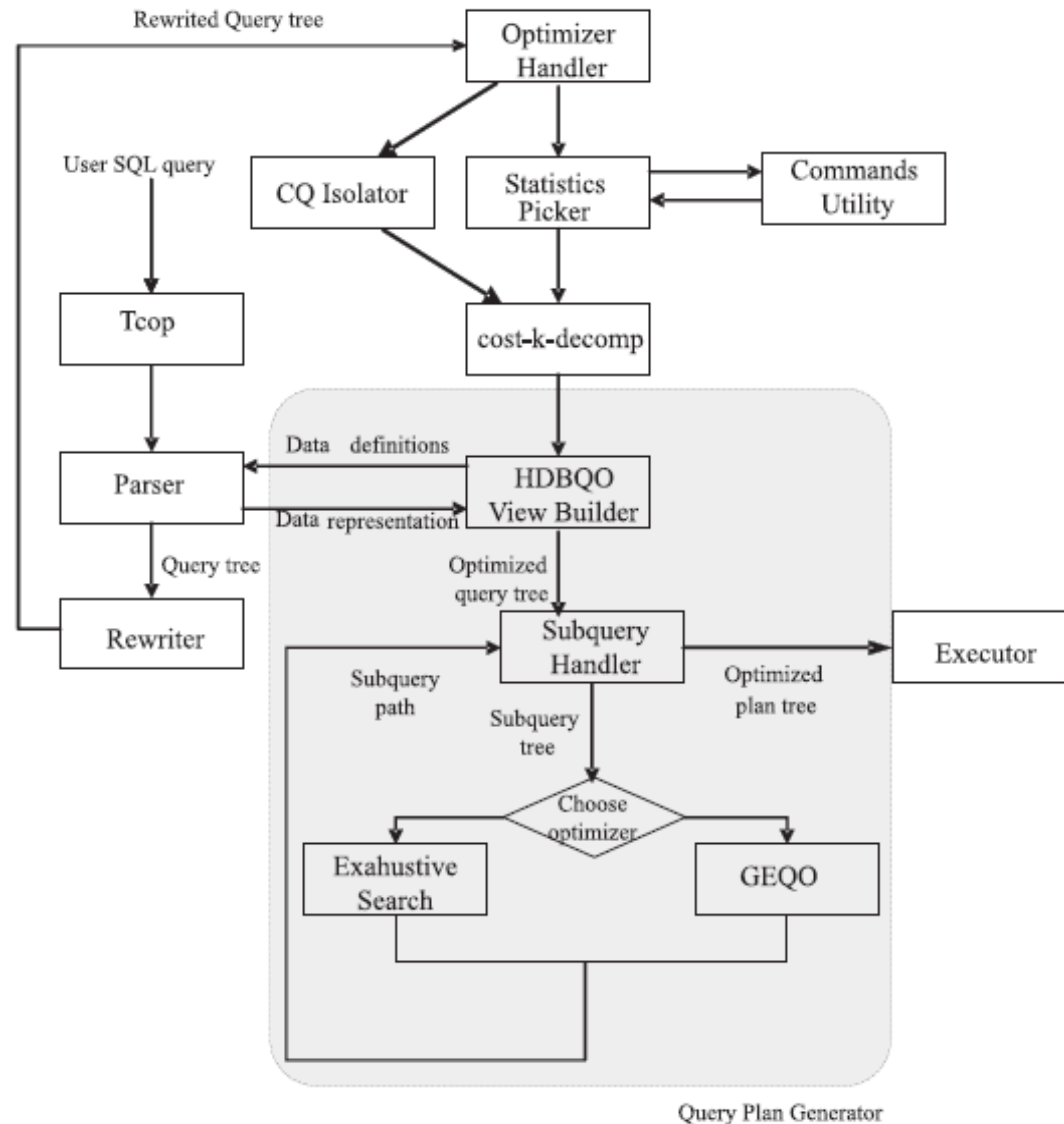 Rewrited Query tree
Optimizer
Handler
User SQL query
CQ Isolator
Statistics
Picker
Commands
Utility
Tcop
cost-k-decomp
Data definitions
Parser
HDBQO
View Builder
Data representation
Query tree
Optimized
query tree
Rewriter
Subquery
Handler
Executor
Subquery
path
Optimized
plan tree
Subquery
tree
Choose
optimizer
Exahustive
Search
GEQO
Query Plan Generator